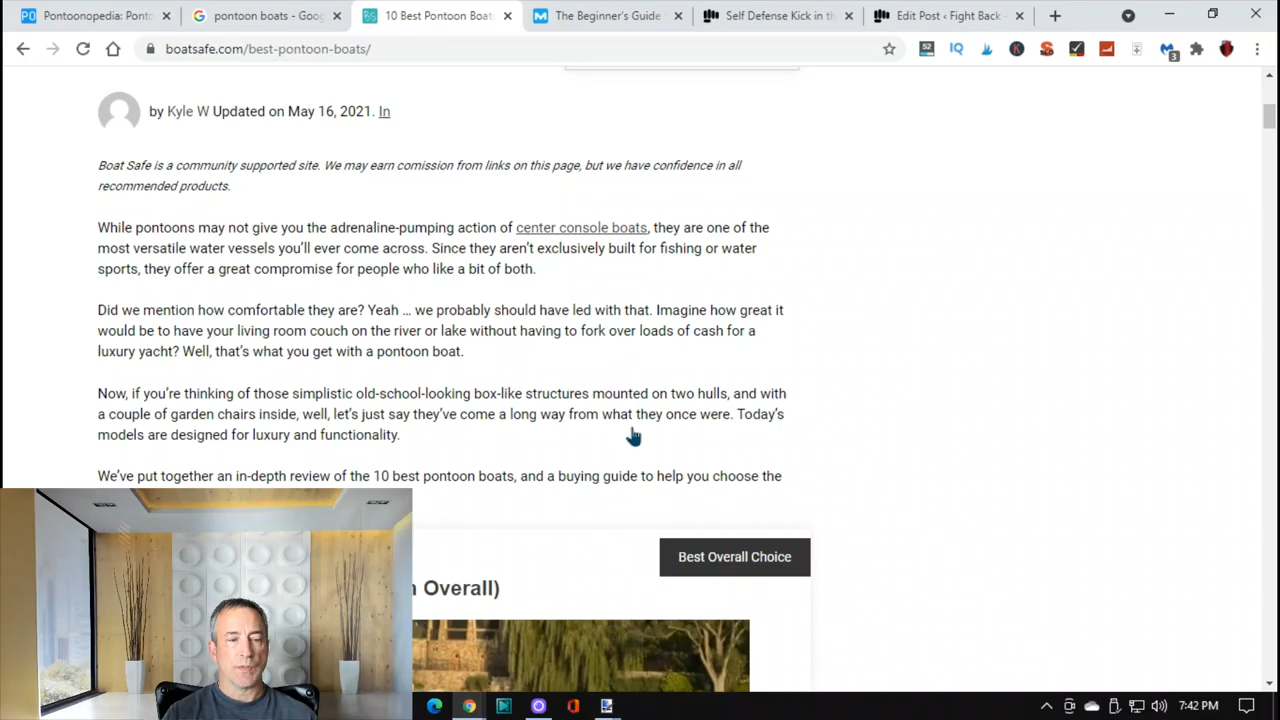 Pontoonopedia: Ponto
pontoon boats - Goog
10 Best Pontoon Boats
The Beginner's Guide
Self Defense Kick in th
Edit Post ‹ Fight Back -
boatsafe.com/best-pontoon-boats/
52
IQ
3
by Kyle W Updated on May 16, 2021. In
Boat Safe is a community supported site. We may earn comission from links on this page, but we have confidence in all
recommended products.
While pontoons may not give you the adrenaline-pumping action of center console boats, they are one of the
most versatile water vessels you'll ever come across. Since they aren't exclusively built for fishing or water
sports, they offer a great compromise for people who like a bit of both.
Did we mention how comfortable they are? Yeah … we probably should have led with that. Imagine how great it
would be to have your living room couch on the river or lake without having to fork over loads of cash for a
luxury yacht? Well, that's what you get with a pontoon boat.
Now, if you're thinking of those simplistic old-school-looking box-like structures mounted on two hulls, and with
a couple of garden chairs inside, well, let's just say they've come a long way from what they once were. Today's
models are designed for luxury and functionality.
We've put together an in-depth review of the 10 best pontoon boats, and a buying guide to help you choose the
Best Overall Choice
n Overall)
7:42 PM